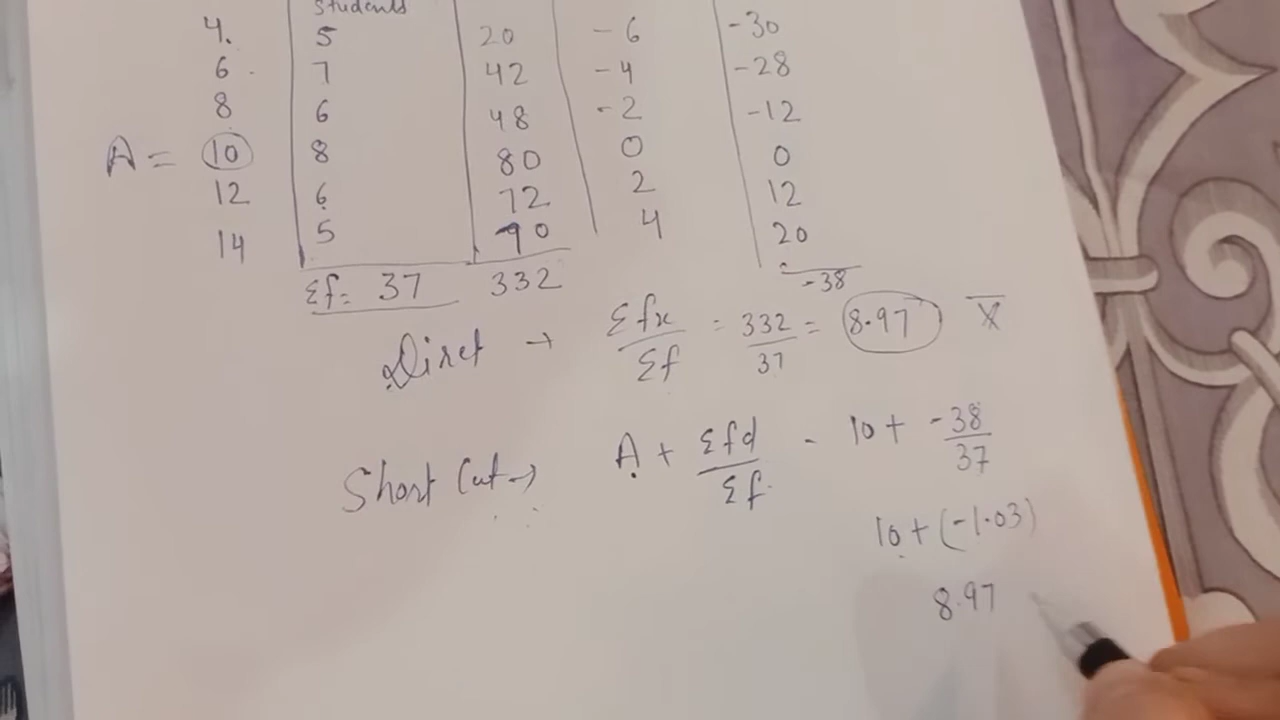 Students
4. 5 20 -6 -30
6 7 42 -4 -28
8 6 48 -2 -12
A = 10 8 80 0 0
12 6 72 2 12
14 5 90 4 20
Σf= 37 332 -38
Diret → Σfx/Σf = 332/37 = 8.97 X̅
Short Cut → A + Σfd/Σf - 10 + -38/37
10 + (-1.03)
8.97